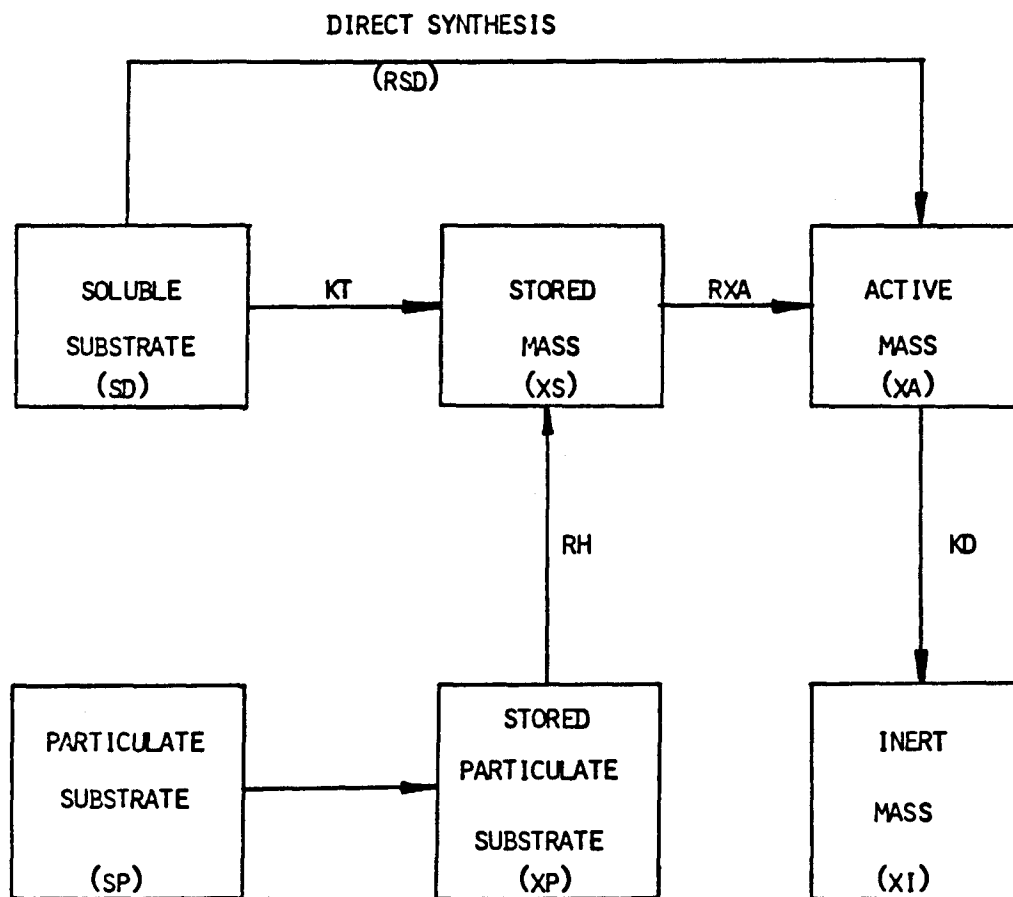 DIRECT SYNTHESIS
(RSD)
SOLUBLE
SUBSTRATE
(SD)
KT
STORED
MASS
(XS)
RXA
ACTIVE
MASS
(XA)
RH
KD
PARTICULATE
SUBSTRATE
(SP)
STORED
PARTICULATE
SUBSTRATE
(XP)
INERT
MASS
(XI)